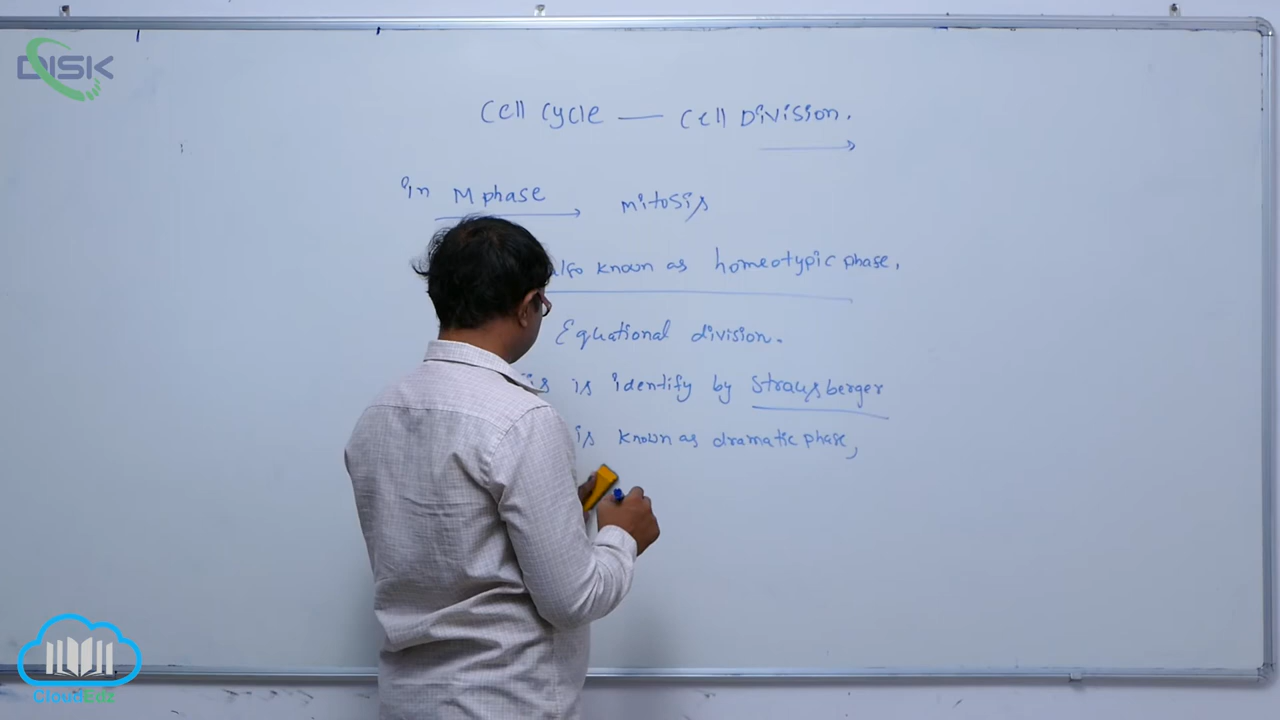 DISK
Cell Cycle — Cell Division.
in M phase → mitosis
also known as homeotypic phase.
Equational division.
is identify by Straugsberger
is known as dramatic phase,
CloudEdz